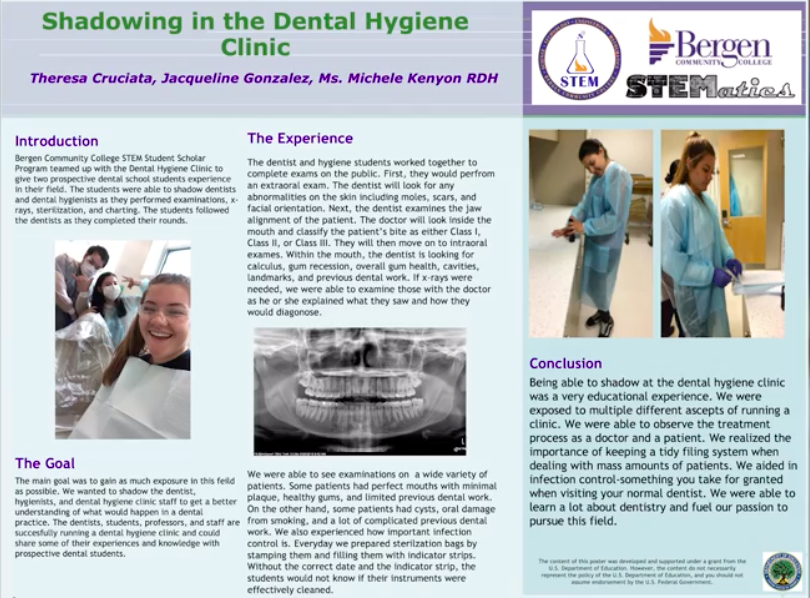 Shadowing in the Dental Hygiene
Clinic
Theresa Cruciata, Jacqueline Gonzalez, Ms. Michele Kenyon RDH
STEM
Bergen
COMMUNITY COLLEGE
STEMatics
Introduction
Bergen Community College STEM Student Scholar
Program teamed up with the Dental Hygiene Clinic to
give two prospective dental school students experience
in their field. The students were able to shadow dentists
and dental hygienists as they performed examinations, x-
rays, sterilization, and charting. The students followed
the dentists as they completed their rounds.
The Goal
The main goal was to gain as much exposure in this feild
as possible. We wanted to shadow the dentist,
hygienists, and dental hygiene clinic staff to get a better
understanding of what would happen in a dental
practice. The dentists, students, professors, and staff are
succesfully running a dental hygiene clinic and could
share some of their experiences and knowledge with
prospective dental students.
The Experience
The dentist and hygiene students worked together to
complete exams on the public. First, they would perfrom
an extraoral exam. The dentist will look for any
abnormalities on the skin including moles, scars, and
facial orientation. Next, the dentist examines the jaw
alignment of the patient. The doctor will look inside the
mouth and classify the patient's bite as either Class I,
Class II, or Class III. They will then move on to intraoral
exames. Within the mouth, the dentist is looking for
calculus, gum recession, overall gum health, cavities,
landmarks, and previous dental work. If x-rays were
needed, we were able to examine those with the doctor
as he or she explained what they saw and how they
would diagonose.
L
We were able to see examinations on a wide variety of
patients. Some patients had perfect mouths with minimal
plaque, healthy gums, and limited previous dental work.
On the other hand, some patients had cysts, oral damage
from smoking, and a lot of complicated previous dental
work. We also experienced how important infection
control is. Everyday we prepared sterilzation bags by
stamping them and filling them with indicator strips.
Without the correct date and the indicator strip, the
students would not know if their instruments were
effectively cleaned.
Conclusion
Being able to shadow at the dental hygiene clinic
was a very educational experience. We were
exposed to multiple different ascepts of running a
clinic. We were able to observe the treatment
process as a doctor and a patient. We realized the
importance of keeping a tidy filing system when
dealing with mass amounts of patients. We aided in
infection control-something you take for granted
when visiting your normal dentist. We were able to
learn a lot about dentistry and fuel our passion to
pursue this field.
The content of this poster was developed and supported under a grant from the
U.S. Department of Education. However, the content do not necessarily
represent the policy of the U.S. Department of Education, and you should not
assume endorsement by the U.S. Federal Government.